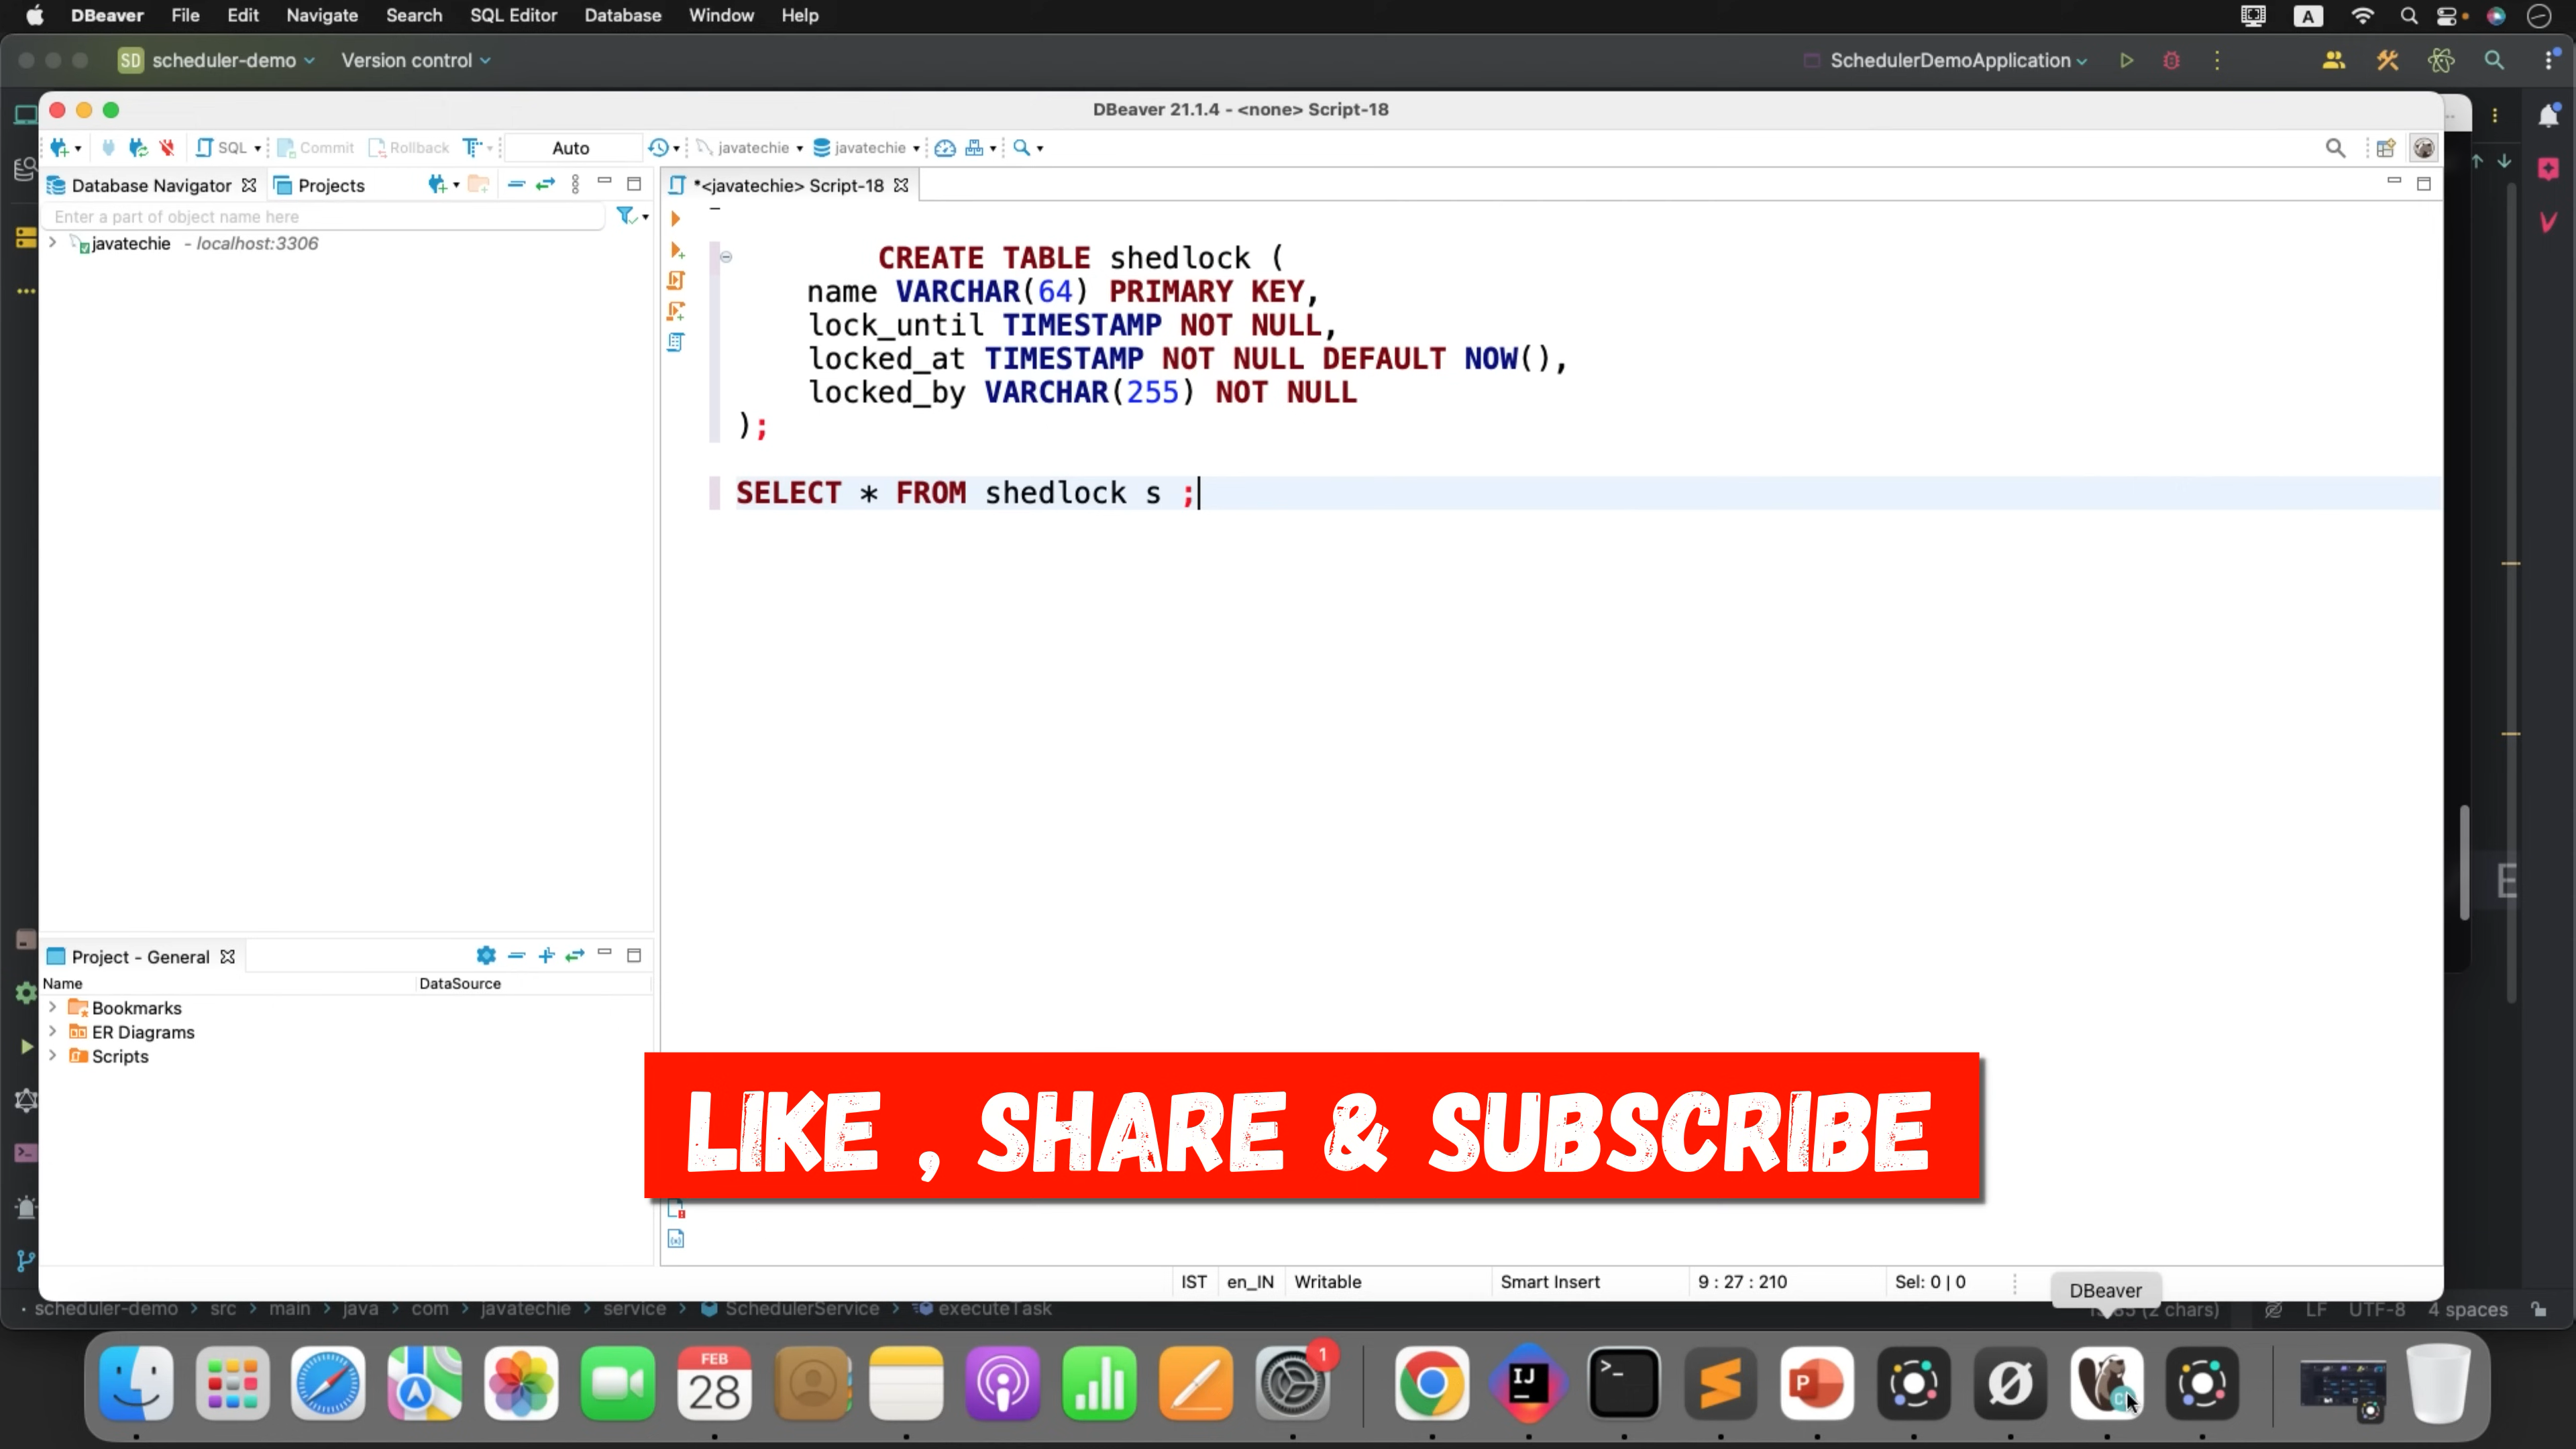 DBeaver File Edit Navigate Search SQL Editor Database Window Help
A
SD scheduler-demo Version control
SchedulerDemoApplication
DBeaver 21.1.4 - <none> Script-18
SQL Commit Rollback Auto javatechie javatechie
Database Navigator Projects
*<javatechie> Script-18
Enter a part of object name here
javatechie - localhost:3306
CREATE TABLE shedlock (
name VARCHAR(64) PRIMARY KEY,
lock_until TIMESTAMP NOT NULL,
locked_at TIMESTAMP NOT NULL DEFAULT NOW(),
locked_by VARCHAR(255) NOT NULL
);
SELECT * FROM shedlock s ;
Project - General
Name DataSource
Bookmarks
ER Diagrams
Scripts
LIKE , SHARE & SUBSCRIBE
IST en_IN Writable Smart Insert 9 : 27 : 210 Sel: 0 | 0
DBeaver
scheduler-demo > src > main > java > com > javatechie > service > SchedulerService > executeTask
(2 chars) LF UTF-8 4 spaces
FEB
28
1
IJ
>_
P